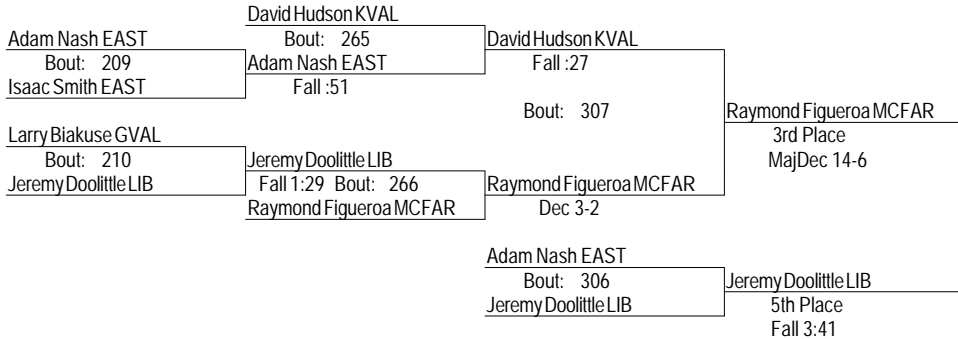 David Hudson KVAL
Adam Nash EAST
Bout: 265
David Hudson KVAL
Bout: 209
Adam Nash EAST
Fall :27
Isaac Smith EAST
Fall :51
Bout: 307
Raymond Figueroa MCFAR
Larry Biakuse GVAL
3rd Place
Bout: 210
Jeremy Doolittle LIB
MajDec 14-6
Jeremy Doolittle LIB
Fall 1:29 Bout: 266
Raymond Figueroa MCFAR
Raymond Figueroa MCFAR
Dec 3-2
Adam Nash EAST
Bout: 306
Jeremy Doolittle LIB
Jeremy Doolittle LIB
5th Place
Fall 3:41